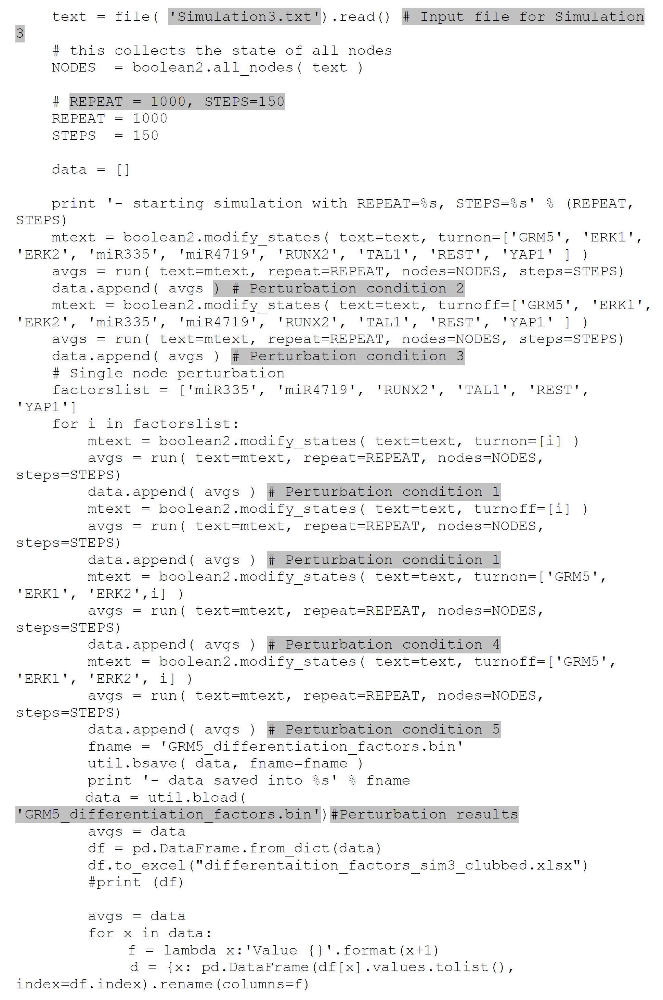 text = file( 'Simulation3.txt').read() # Input file for Simulation
3
# this collects the state of all nodes
NODES  = boolean2.all_nodes( text )
# REPEAT = 1000, STEPS=150
REPEAT = 1000
STEPS  = 150
data = []
print '- starting simulation with REPEAT=%s, STEPS=%s' % (REPEAT,
STEPS)
mtext = boolean2.modify_states( text=text, turnon=['GRM5', 'ERK1',
'ERK2', 'miR335', 'miR4719', 'RUNX2', 'TAL1', 'REST', 'YAP1' ] )
avgs = run( text=mtext, repeat=REPEAT, nodes=NODES, steps=STEPS)
data.append( avgs ) # Perturbation condition 2
mtext = boolean2.modify_states( text=text, turnoff=['GRM5', 'ERK1',
'ERK2', 'miR335', 'miR4719', 'RUNX2', 'TAL1', 'REST', 'YAP1' ] )
avgs = run( text=mtext, repeat=REPEAT, nodes=NODES, steps=STEPS)
data.append( avgs ) # Perturbation condition 3
# Single node perturbation
factorslist = ['miR335', 'miR4719', 'RUNX2', 'TAL1', 'REST',
'YAP1']
for i in factorslist:
mtext = boolean2.modify_states( text=text, turnon=[i] )
avgs = run( text=mtext, repeat=REPEAT, nodes=NODES,
steps=STEPS)
data.append( avgs ) # Perturbation condition 1
mtext = boolean2.modify_states( text=text, turnoff=[i] )
avgs = run( text=mtext, repeat=REPEAT, nodes=NODES,
steps=STEPS)
data.append( avgs ) # Perturbation condition 1
mtext = boolean2.modify_states( text=text, turnon=['GRM5',
'ERK1', 'ERK2',i] )
avgs = run( text=mtext, repeat=REPEAT, nodes=NODES,
steps=STEPS)
data.append( avgs ) # Perturbation condition 4
mtext = boolean2.modify_states( text=text, turnoff=['GRM5',
'ERK1', 'ERK2', i] )
avgs = run( text=mtext, repeat=REPEAT, nodes=NODES,
steps=STEPS)
data.append( avgs ) # Perturbation condition 5
fname = 'GRM5_differentiation_factors.bin'
util.bsave( data, fname=fname )
print '- data saved into %s' % fname
data = util.bload(
'GRM5_differentiation_factors.bin')#Perturbation results
avgs = data
df = pd.DataFrame.from_dict(data)
df.to_excel("differentaition_factors_sim3_clubbed.xlsx")
#print (df)
avgs = data
for x in data:
f = lambda x:'Value {}'.format(x+1)
d = {x: pd.DataFrame(df[x].values.tolist(),
index=df.index).rename(columns=f)